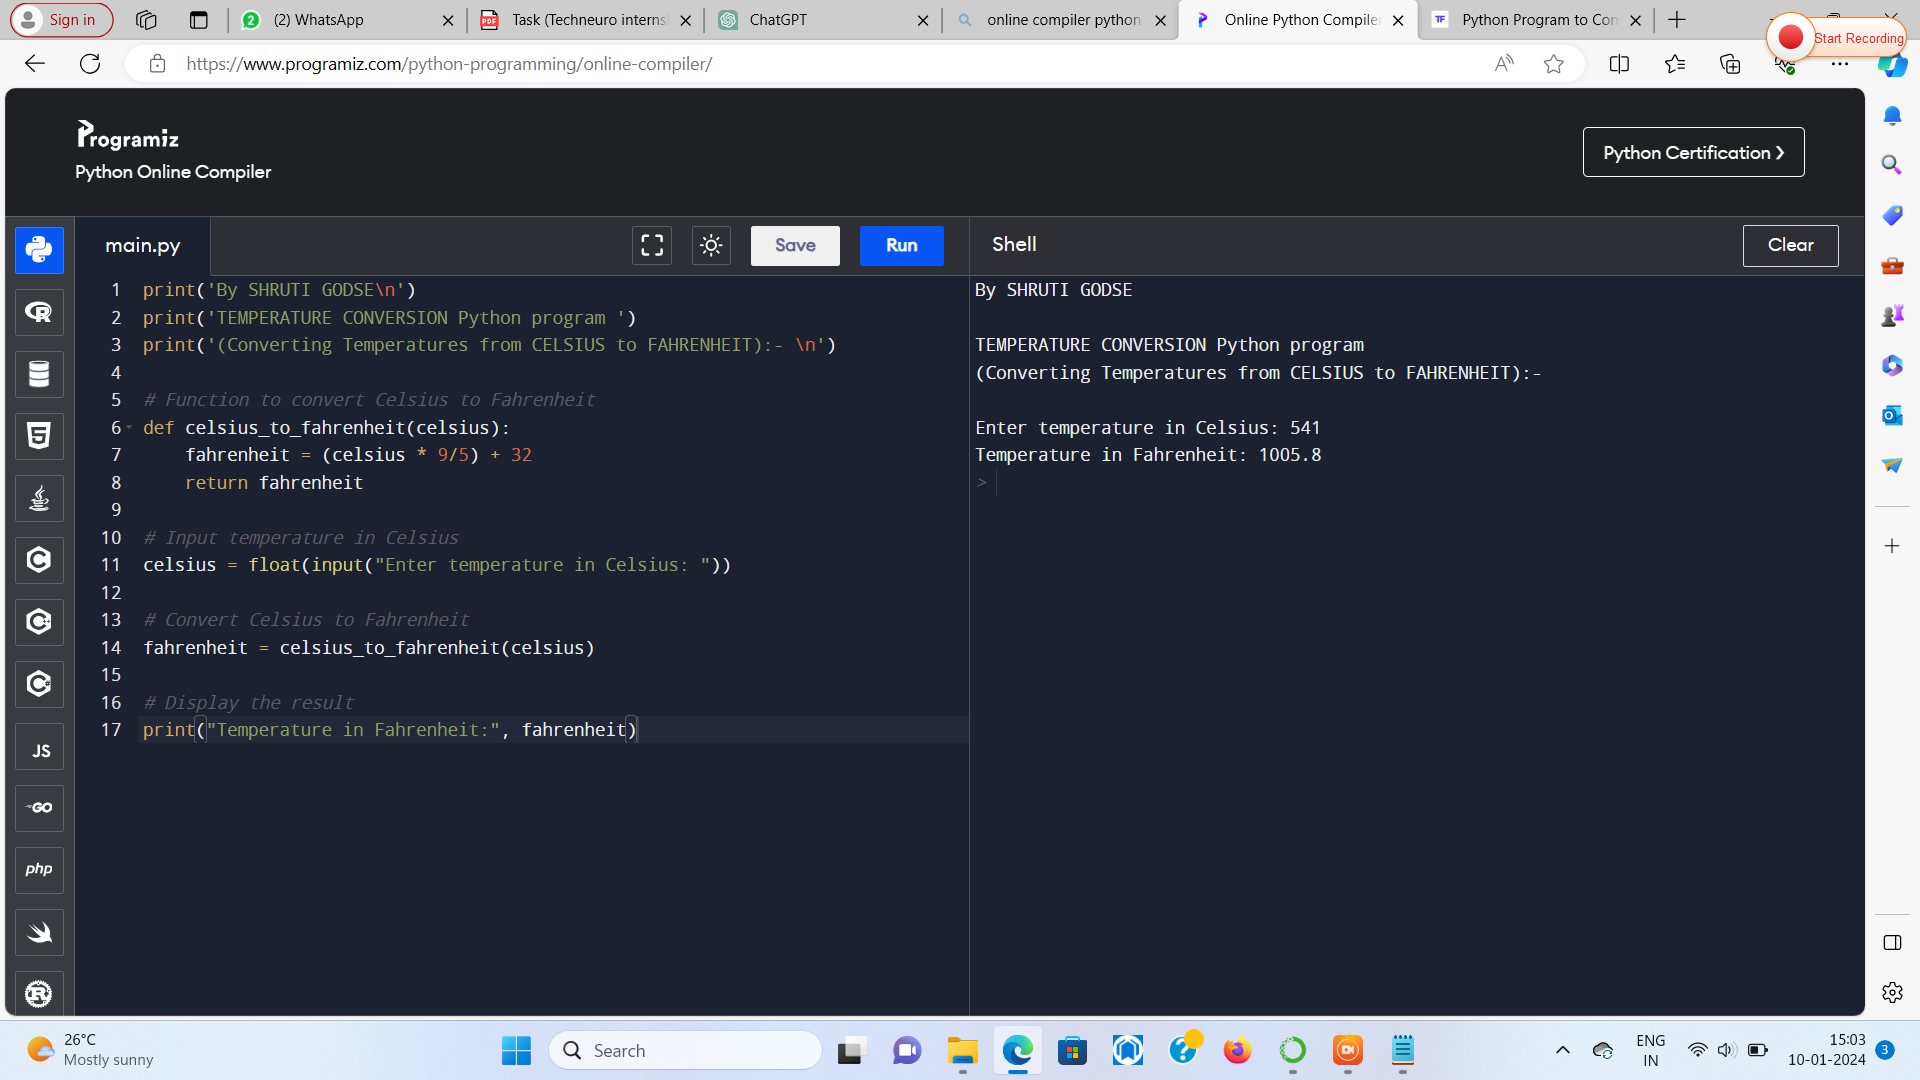 Sign in
(2) WhatsApp
Task (Techneuro interns
ChatGPT
online compiler python
Online Python Compiler
Python Program to Con
Start Recording
https://www.programiz.com/python-programming/online-compiler/
Programiz
Python Online Compiler
Python Certification ❯
main.py
Save
Run
Shell
Clear
1 print('By SHRUTI GODSE\n')
2 print('TEMPERATURE CONVERSION Python program ')
3 print('(Converting Temperatures from CELSIUS to FAHRENHEIT):- \n')
4
5 # Function to convert Celsius to Fahrenheit
6 def celsius_to_fahrenheit(celsius):
7     fahrenheit = (celsius * 9/5) + 32
8     return fahrenheit
9
10 # Input temperature in Celsius
11 celsius = float(input("Enter temperature in Celsius: "))
12
13 # Convert Celsius to Fahrenheit
14 fahrenheit = celsius_to_fahrenheit(celsius)
15
16 # Display the result
17 print("Temperature in Fahrenheit:", fahrenheit)
By SHRUTI GODSE
TEMPERATURE CONVERSION Python program
(Converting Temperatures from CELSIUS to FAHRENHEIT):-
Enter temperature in Celsius: 541
Temperature in Fahrenheit: 1005.8
>
JS
GO
php
26°C
Mostly sunny
Search
ENG
IN
15:03
10-01-2024
3